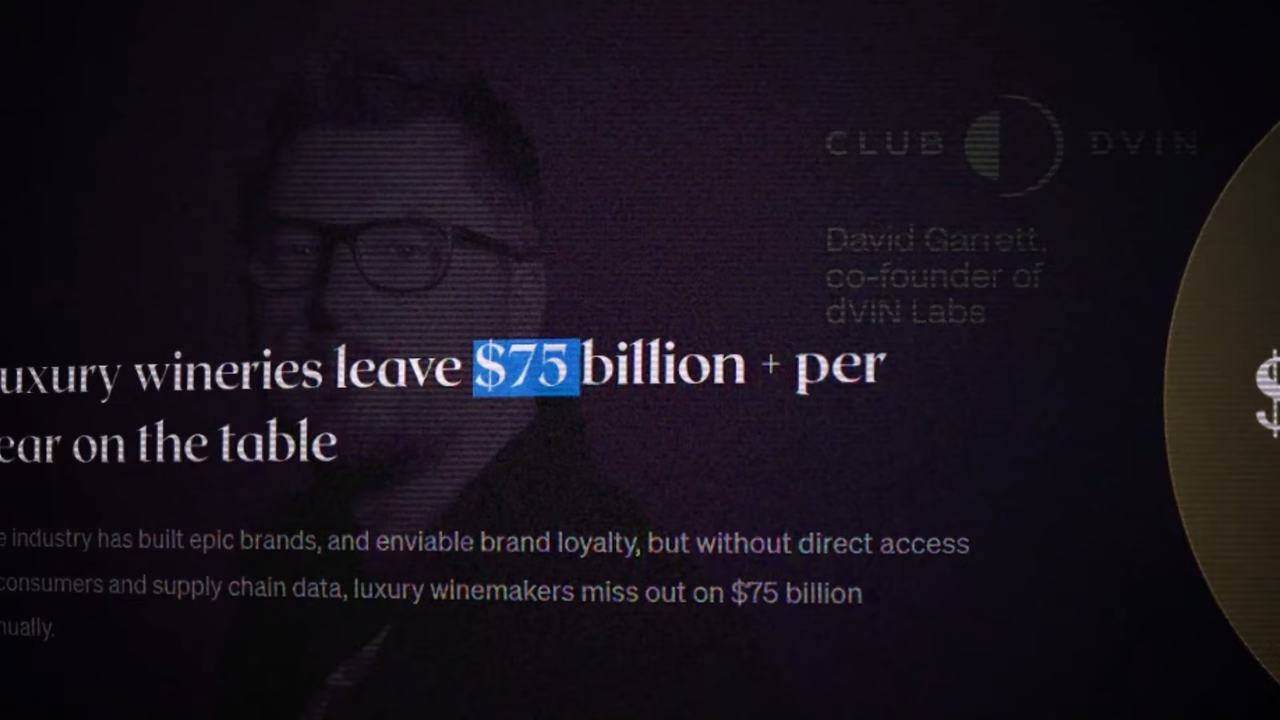 CLUB DVIN
David Garrett,
co-founder of
dVIN Labs
uxury wineries leave $75 billion + per
ear on the table
e industry has built epic brands, and enviable brand loyalty, but without direct access
consumers and supply chain data, luxury winemakers miss out on $75 billion
nually.
$